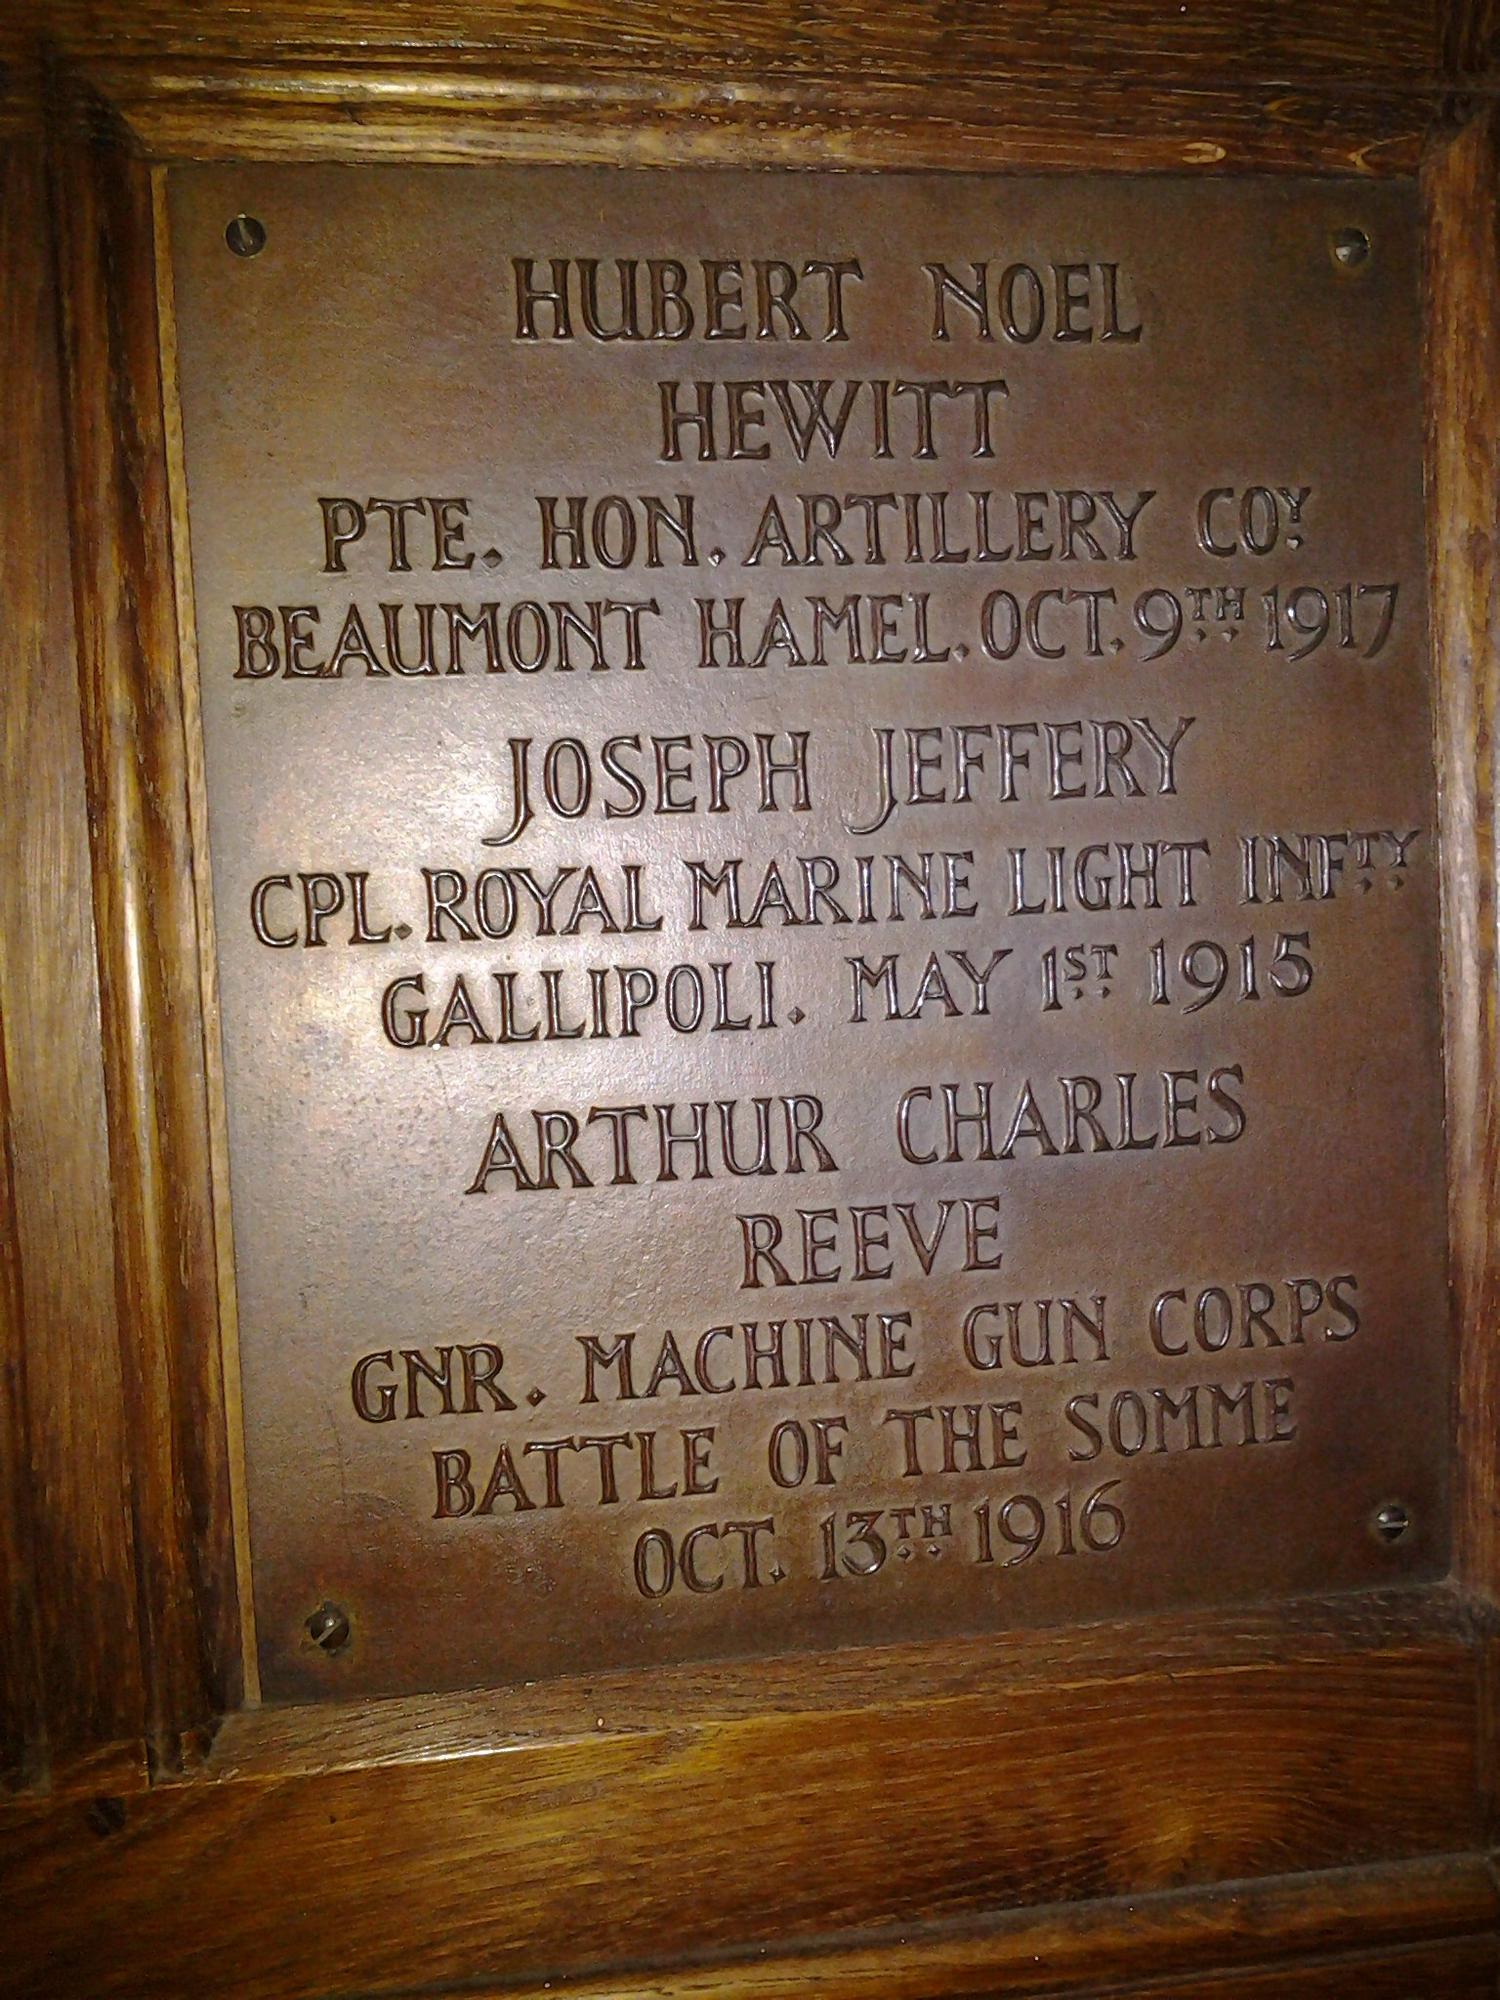 HUBERT NOEL
HEWITT
PTE. HON. ARTILLERY COY.
BEAUMONT HAMEL. OCT. 9TH 1917
JOSEPH JEFFERY
CPL. ROYAL MARINE LIGHT INFTY
GALLIPOLI. MAY 1ST 1915
ARTHUR CHARLES
REEVE
GNR. MACHINE GUN CORPS
BATTLE OF THE SOMME
OCT. 13TH 1916